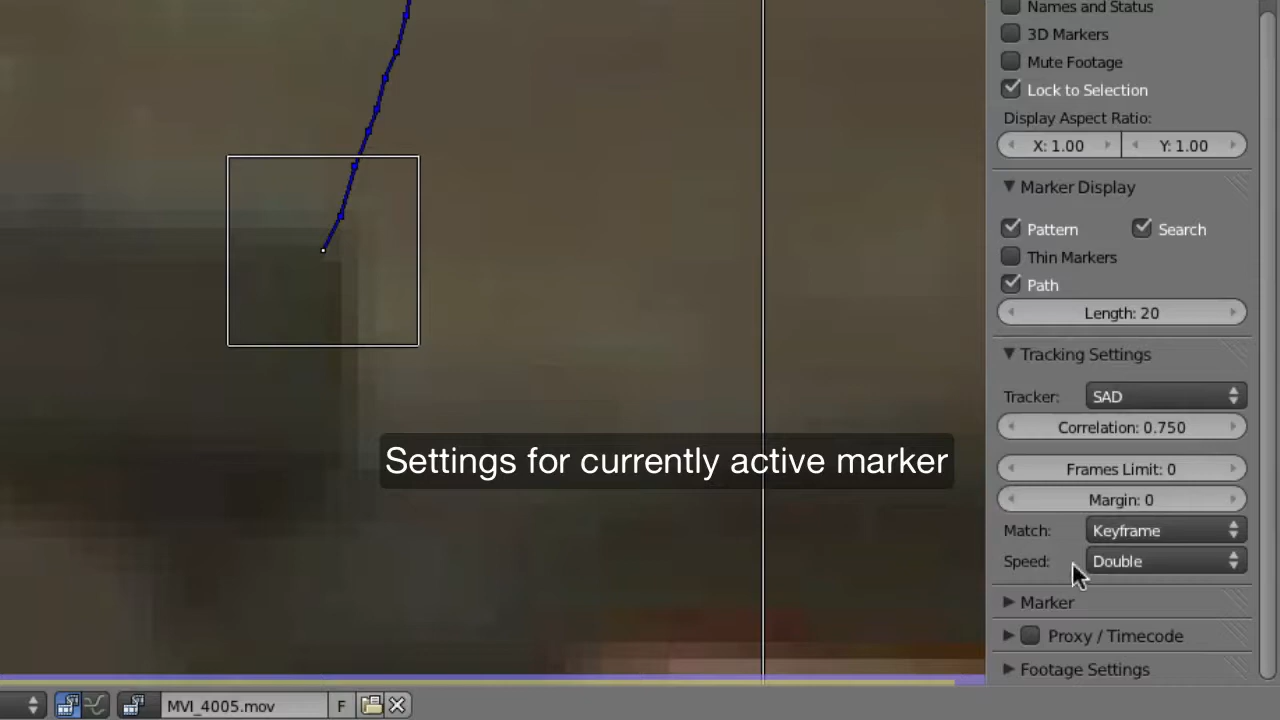 Names and Status
3D Markers
Mute Footage
Lock to Selection
Display Aspect Ratio:
X: 1.00 Y: 1.00
Marker Display
Pattern Search
Thin Markers
Path
Length: 20
Tracking Settings
Tracker: SAD
Correlation: 0.750
Settings for currently active marker
Frames Limit: 0
Margin: 0
Match: Keyframe
Speed: Double
Marker
Proxy / Timecode
Footage Settings
MVI_4005.mov F